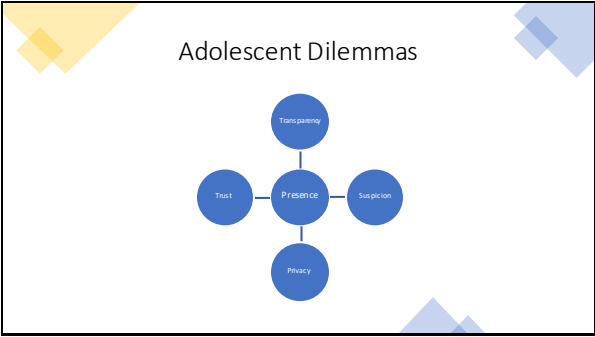 Adolescent Dilemmas
Transparency
Trust
Presence
Suspicion
Privacy